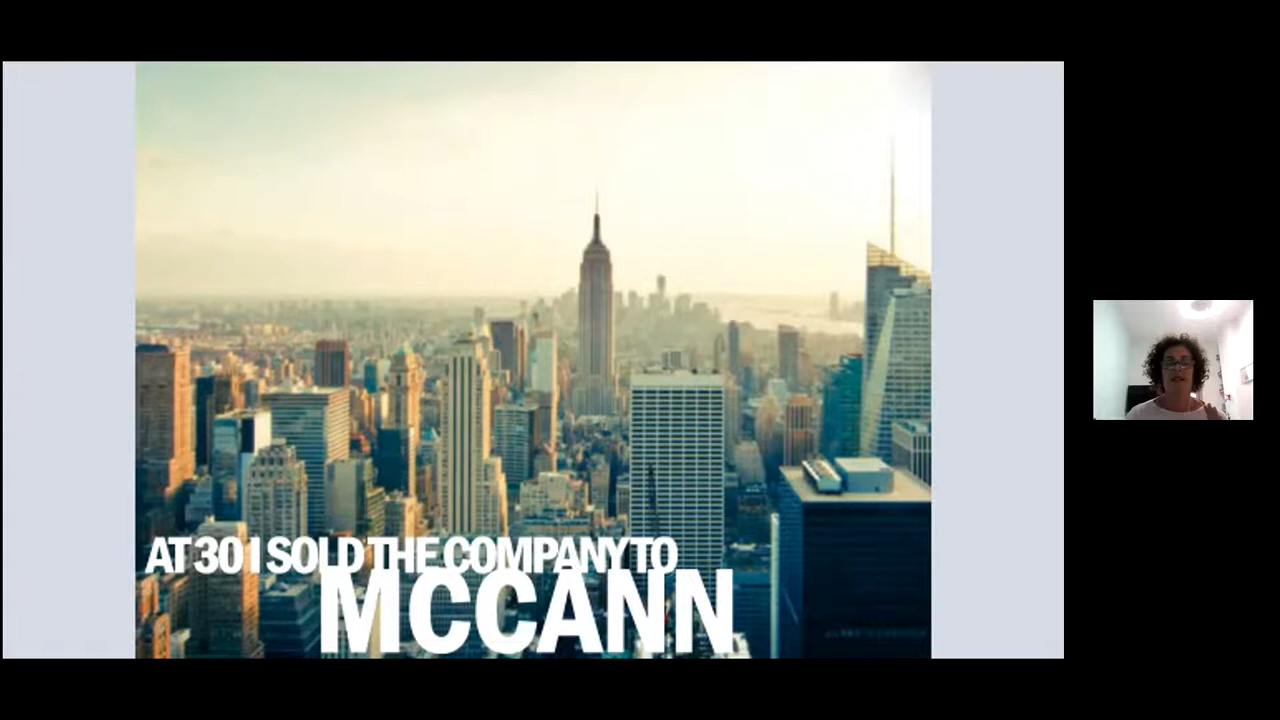 AT 30 I SOLD THE COMPANY TO
MCCANN